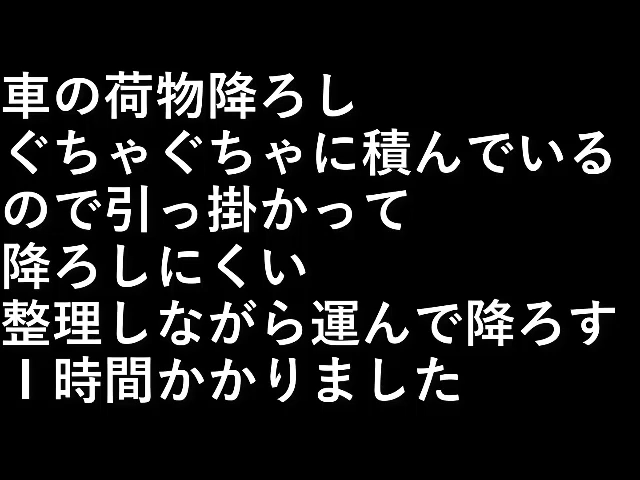 車の荷物降ろし
ぐちゃぐちゃに積んでいる
ので引っ掛かって
降ろしにくい
整理しながら運んで降ろす
1時間かかりました